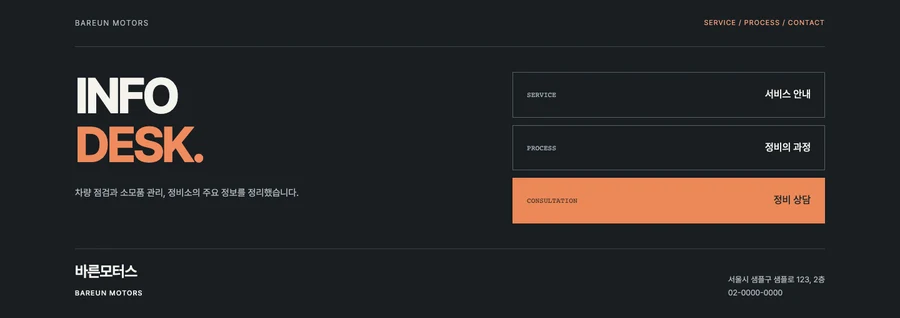 BAREUN MOTORS
SERVICE / PROCESS / CONTACT
INFO
DESK.
차량 점검과 소모품 관리, 정비소의 주요 정보를 정리했습니다.
SERVICE
서비스 안내
PROCESS
정비의 과정
CONSULTATION
정비 상담
바른모터스
BAREUN MOTORS
서울시 샘플구 샘플로 123, 2층
02-0000-0000